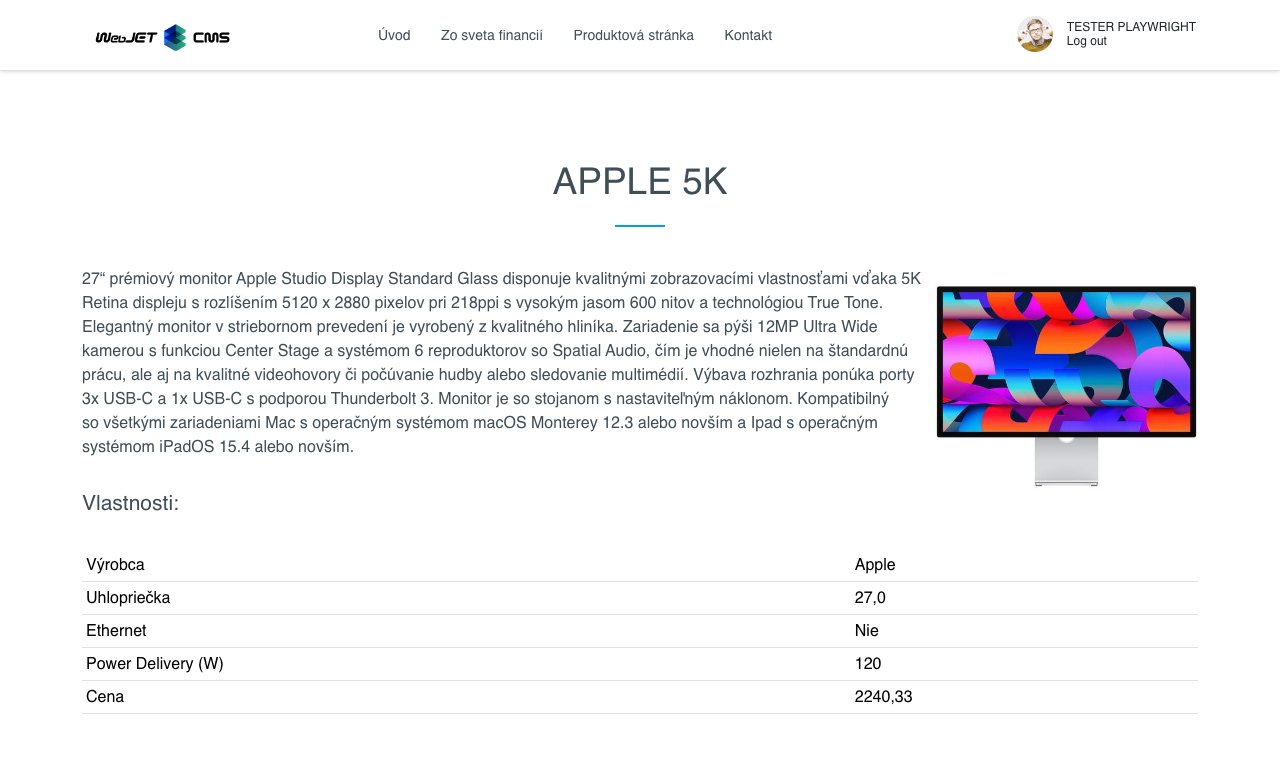 WebJET CMS
Úvod
Zo sveta financií
Produktová stránka
Kontakt
TESTER PLAYWRIGHT
Log out
APPLE 5K
27“ prémiový monitor Apple Studio Display Standard Glass disponuje kvalitnými zobrazovacími vlastnosťami vďaka 5K
Retina displeju s rozlíšením 5120 x 2880 pixelov pri 218ppi s vysokým jasom 600 nitov a technológiou True Tone.
Elegantný monitor v striebornom prevedení je vyrobený z kvalitného hliníka. Zariadenie sa pýši 12MP Ultra Wide
kamerou s funkciou Center Stage a systémom 6 reproduktorov so Spatial Audio, čím je vhodné nielen na štandardnú
prácu, ale aj na kvalitné videohovory či počúvanie hudby alebo sledovanie multimédií. Výbava rozhrania ponúka porty
3x USB-C a 1x USB-C s podporou Thunderbolt 3. Monitor je so stojanom s nastaviteľným náklonom. Kompatibilný
so všetkými zariadeniami Mac s operačným systémom macOS Monterey 12.3 alebo novším a Ipad s operačným
systémom iPadOS 15.4 alebo novším.
Vlastnosti:
Výrobca Apple
Uhlopriečka 27,0
Ethernet Nie
Power Delivery (W) 120
Cena 2240,33